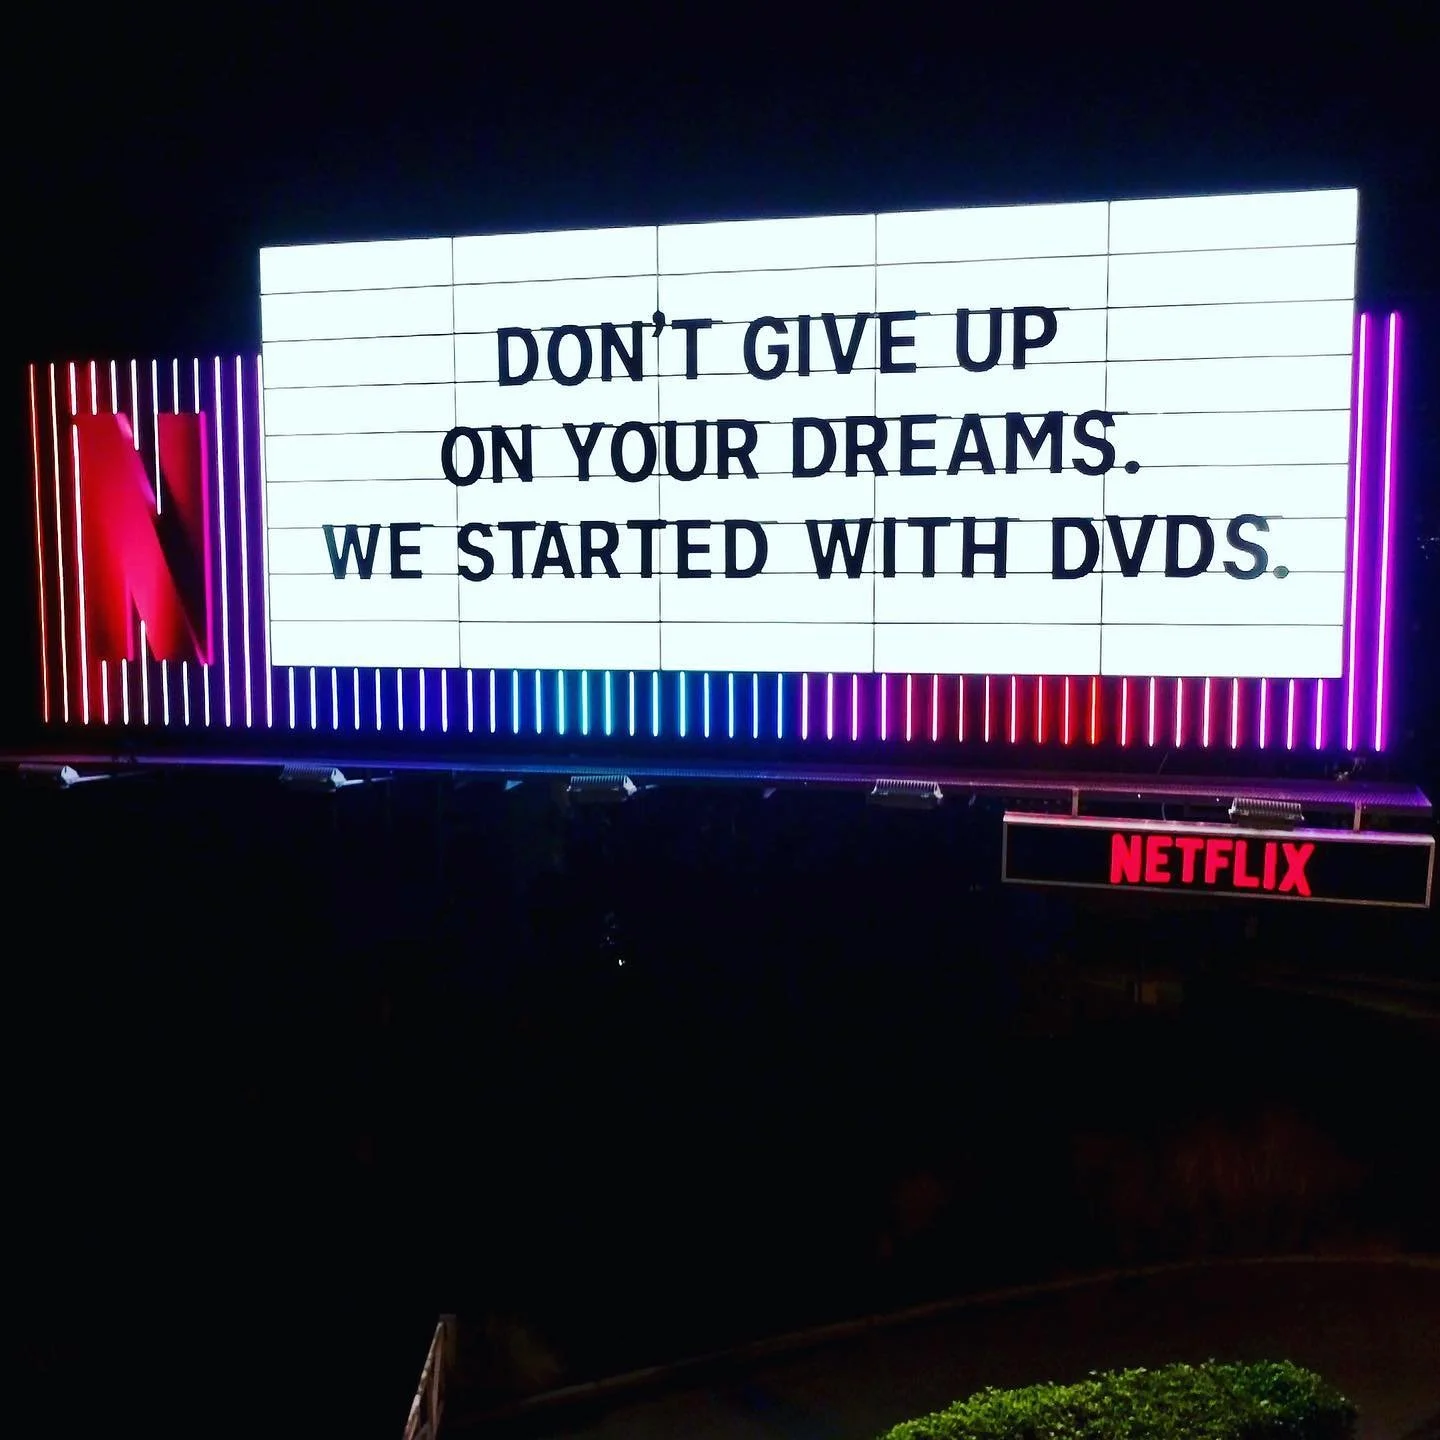 DON'T GIVE UP
ON YOUR DREAMS.
WE STARTED WITH DVDS.
N
NETFLIX